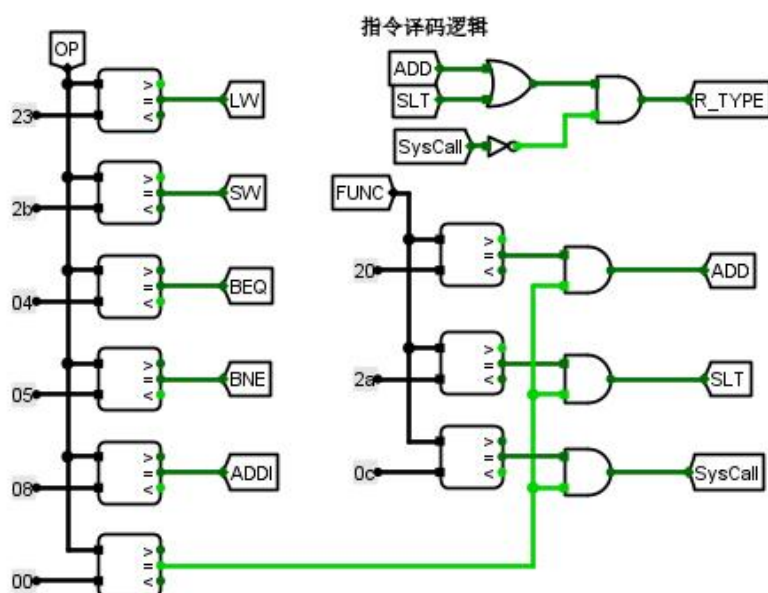 指令译码逻辑
OP
ADD
SLT
R_TYPE
SysCall
>
=
<
LW
23
>
=
<
SW
2b
FUNC
>
=
<
BEQ
04
>
=
<
ADD
20
>
=
<
BNE
05
>
=
<
SLT
2a
>
=
<
ADDI
08
>
=
<
SysCall
0c
>
=
<
00